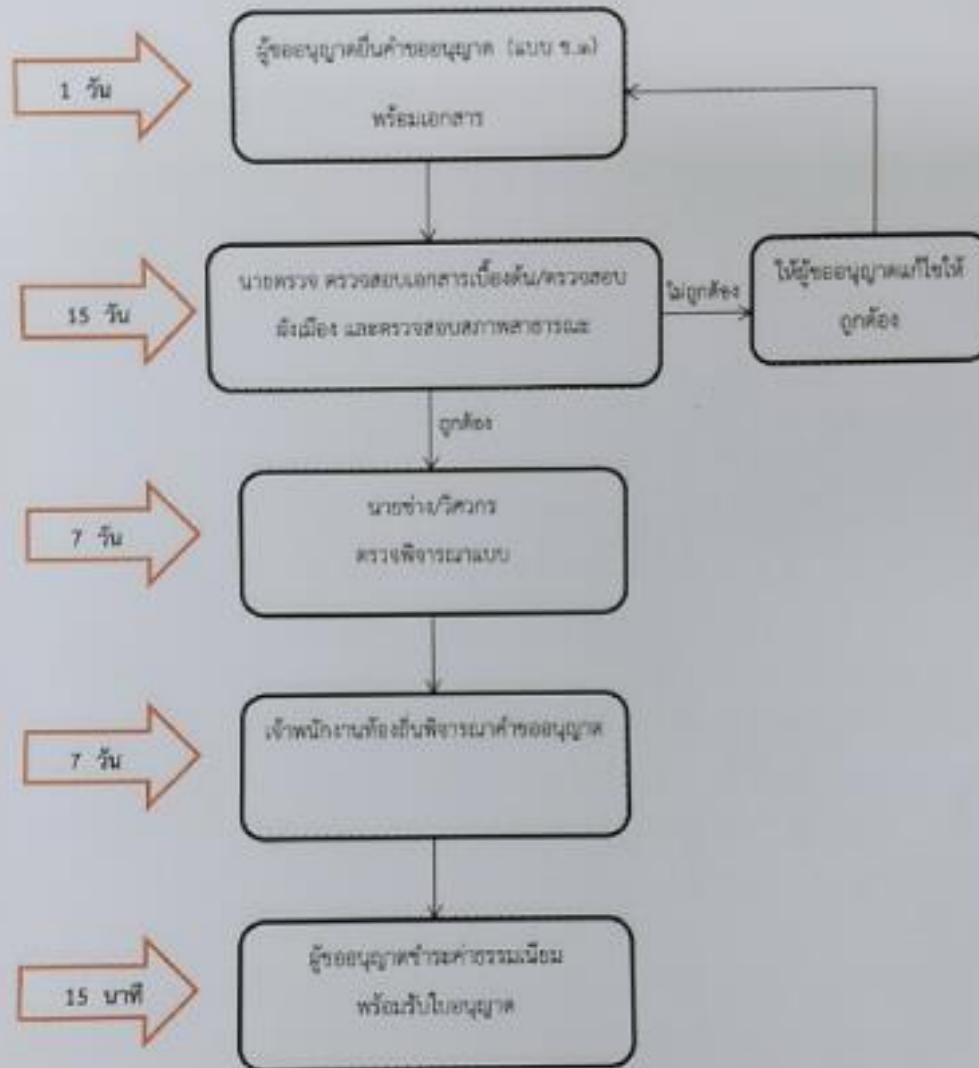 1 วัน
ผู้ขออนุญาตยื่นคำขออนุญาต (แบบ ข.๑)
พร้อมเอกสาร
15 วัน
นายตรวจ ตรวจสอบเอกสารเบื้องต้น/ตรวจสอบ
ผังเมือง และตรวจสอบสภาพสาธารณะ
ไม่ถูกต้อง
ให้ผู้ขออนุญาตแก้ไขให้
ถูกต้อง
ถูกต้อง
7 วัน
นายช่าง/วิศวกร
ตรวจพิจารณาแบบ
7 วัน
เจ้าพนักงานท้องถิ่นพิจารณาคำขออนุญาต
15 นาที
ผู้ขออนุญาตชำระค่าธรรมเนียม
พร้อมรับใบอนุญาต